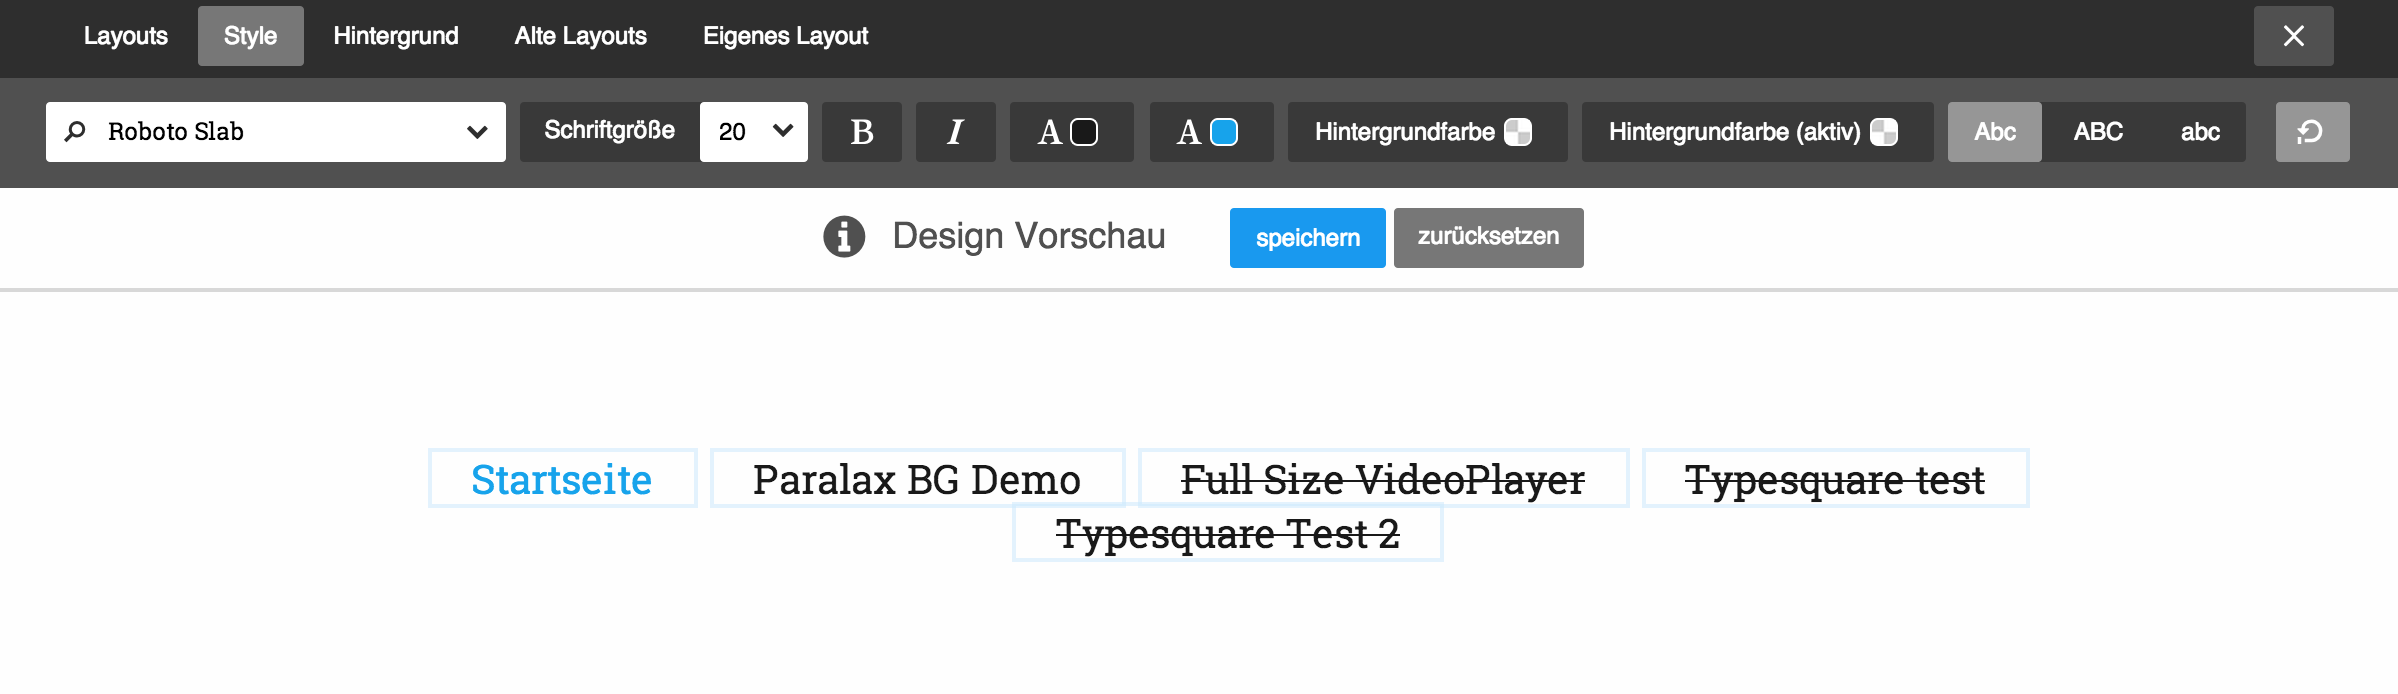 Layouts Style Hintergrund Alte Layouts Eigenes Layout
Roboto Slab Schriftgröße 20 B I A A Hintergrundfarbe Hintergrundfarbe (aktiv) Abc ABC abc
Design Vorschau speichern zurücksetzen
Startseite Paralax BG Demo Full Size VideoPlayer Typesquare test
Typesquare Test 2